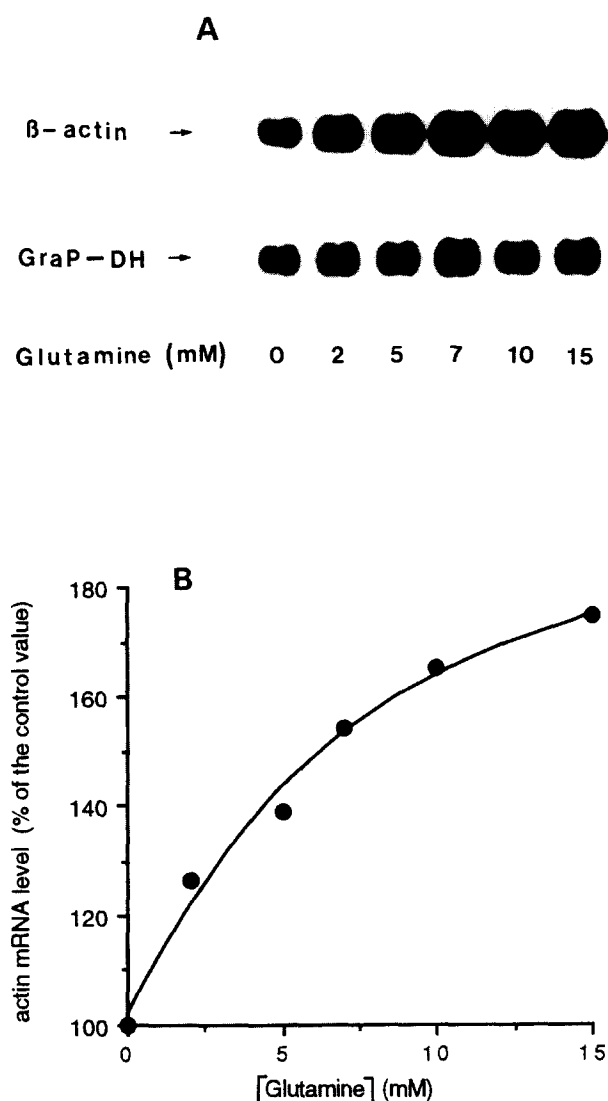 A
ß-actin →
GraP-DH →
Glutamine (mM) 0 2 5 7 10 15
B
actin mRNA level (% of the control value)
180
160
140
120
100
0 5 10 15
[Glutamine] (mM)